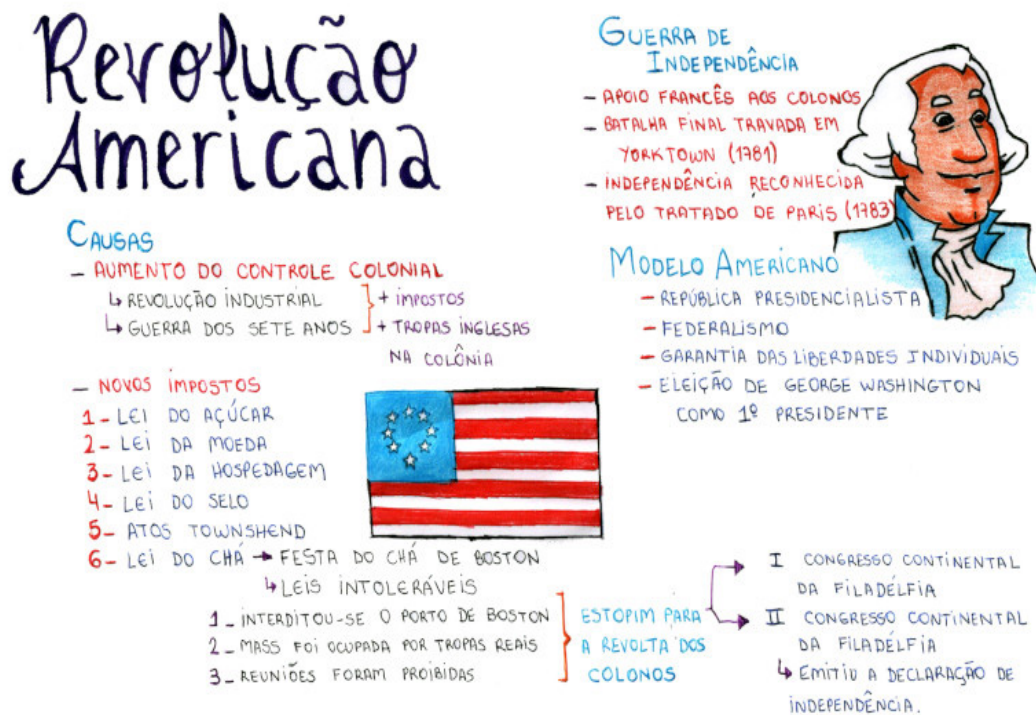 Revolução
Americana
CAUSAS
- AUMENTO DO CONTROLE COLONIAL
↳ REVOLUÇÃO INDUSTRIAL
↳ GUERRA DOS SETE ANOS
+ IMPOSTOS
+ TROPAS INGLESAS
NA COLÔNIA
- NOVOS IMPOSTOS
1- LEI DO AÇÚCAR
2- LEI DA MOEDA
3- LEI DA HOSPEDAGEM
4- LEI DO SELO
5- ATOS TOWNSHEND
6- LEI DO CHÁ → FESTA DO CHÁ DE BOSTON
↳ LEIS INTOLERÁVEIS
1- INTERDITOU-SE O PORTO DE BOSTON
2- MASS FOI OCUPADA POR TROPAS REAIS
3- REUNIÕES FORAM PROIBIDAS
ESTOPIM PARA
A REVOLTA DOS
COLONOS
I CONGRESSO CONTINENTAL
DA FILADÉLFIA
II CONGRESSO CONTINENTAL
DA FILADÉLFIA
↳ EMITIU A DECLARAÇÃO DE
INDEPENDÊNCIA.
GUERRA DE
INDEPENDÊNCIA
- APOIO FRANCÊS AOS COLONOS
- BATALHA FINAL TRAVADA EM
YORKTOWN (1781)
- INDEPENDÊNCIA RECONHECIDA
PELO TRATADO DE PARIS (1783)
MODELO AMERICANO
- REPÚBLICA PRESIDENCIALISTA
- FEDERALISMO
- GARANTIA DAS LIBERDADES INDIVIDUAIS
- ELEIÇÃO DE GEORGE WASHINGTON
COMO 1º PRESIDENTE